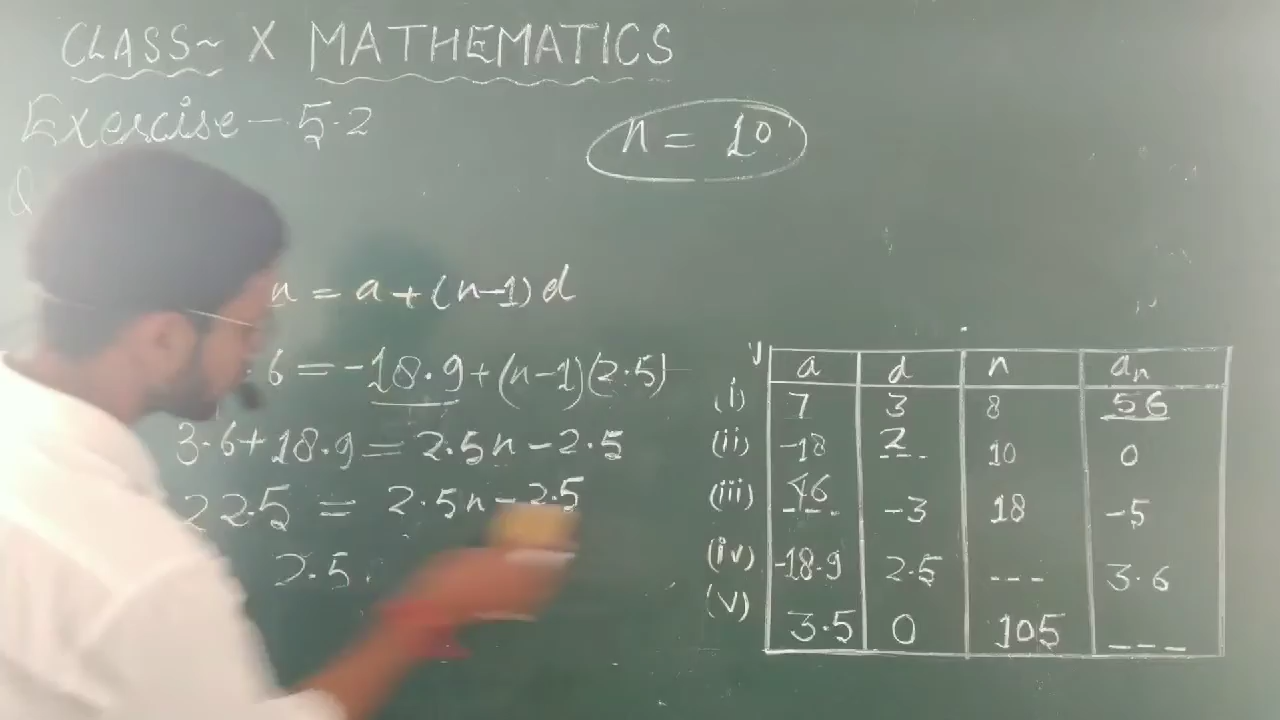 CLASS~ X MATHEMATICS
Exercise - 5.2
n = 10
n = a + (n-1) d
.6 = -18.9 + (n-1)(2.5)
3.6 + 18.9 = 2.5n - 2.5
22.5 = 2.5n - 2.5
2.5
a d n an
(i) 7 3 8 56
(ii) -18 2 10 0
(iii) 46 -3 18 -5
(iv) -18.9 2.5 --- 3.6
(v) 3.5 0 105 ---